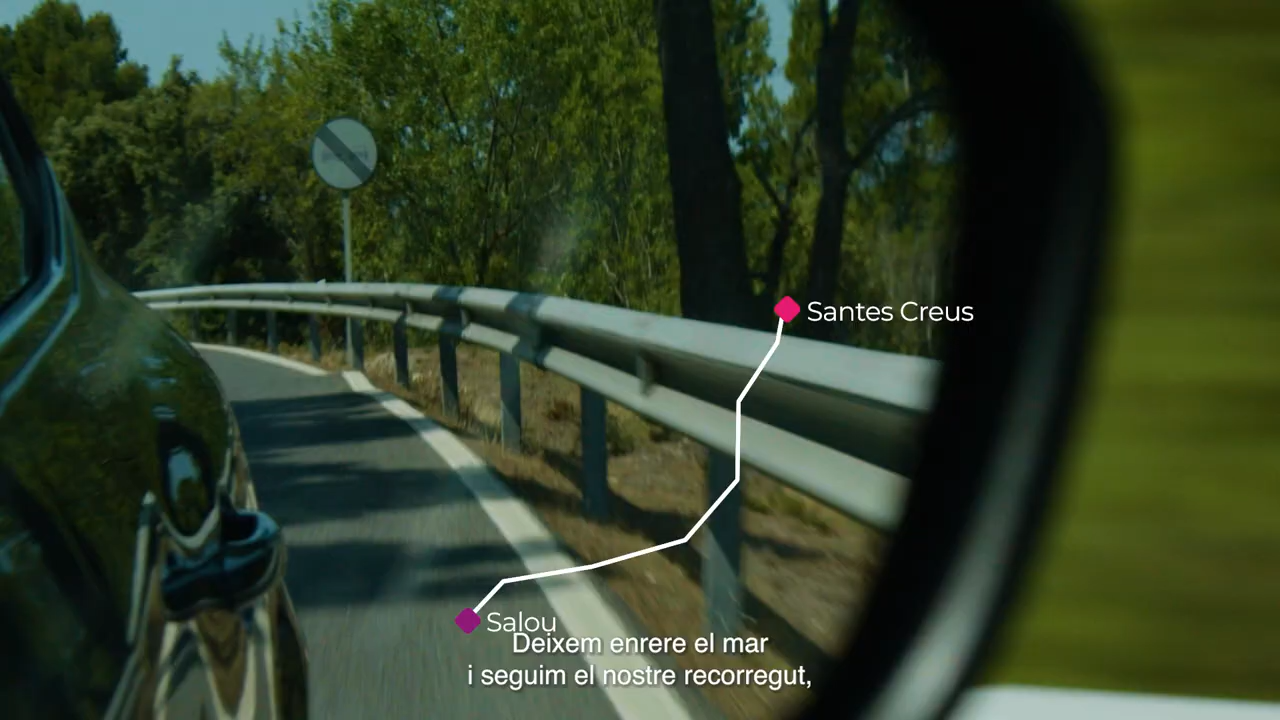 Santes Creus
Salou
Deixem enrere el mar
i seguim el nostre recorregut,